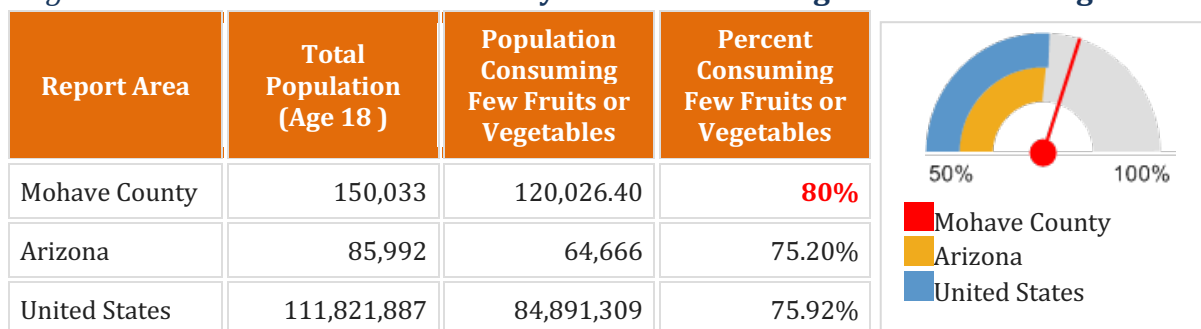 Report Area
Total
Population
(Age 18 )
Population
Consuming
Few Fruits or
Vegetables
Percent
Consuming
Few Fruits or
Vegetables
Mohave County 150,033 120,026.40 80%
Arizona 85,992 64,666 75.20%
United States 111,821,887 84,891,309 75.92%
50% 100%
Mohave County
Arizona
United States